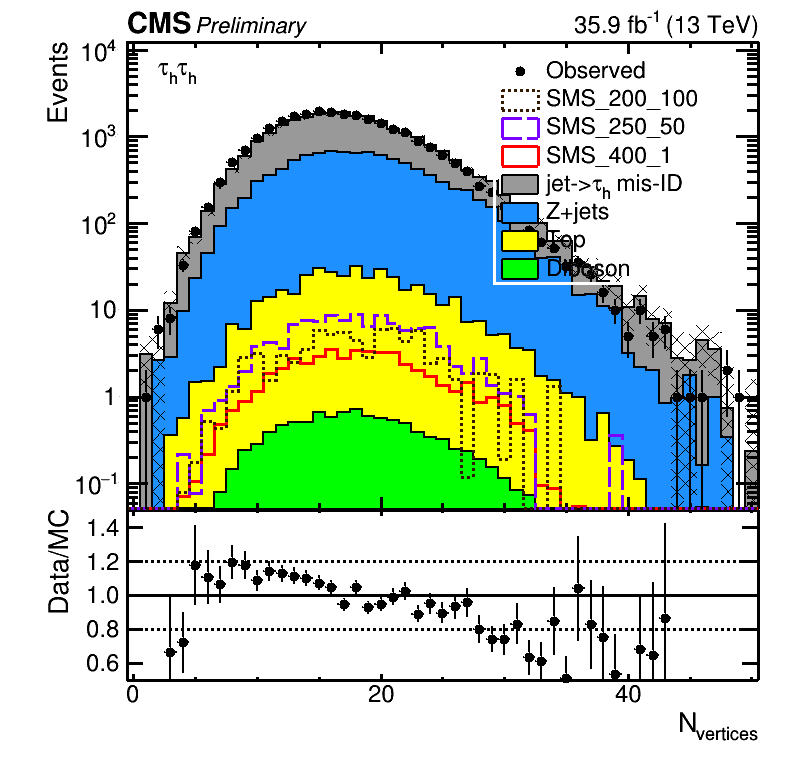 CMS Preliminary 35.9 fb⁻¹ (13 TeV)
Events
10⁴
10³
10²
10
1
10⁻¹
τₕτₕ
Observed
SMS_200_100
SMS_250_50
SMS_400_1
jet->τₕ mis-ID
Z+jets
Top
Diboson
Data/MC
1.4
1.2
1.0
0.8
0.6
0 20 40
N_vertices